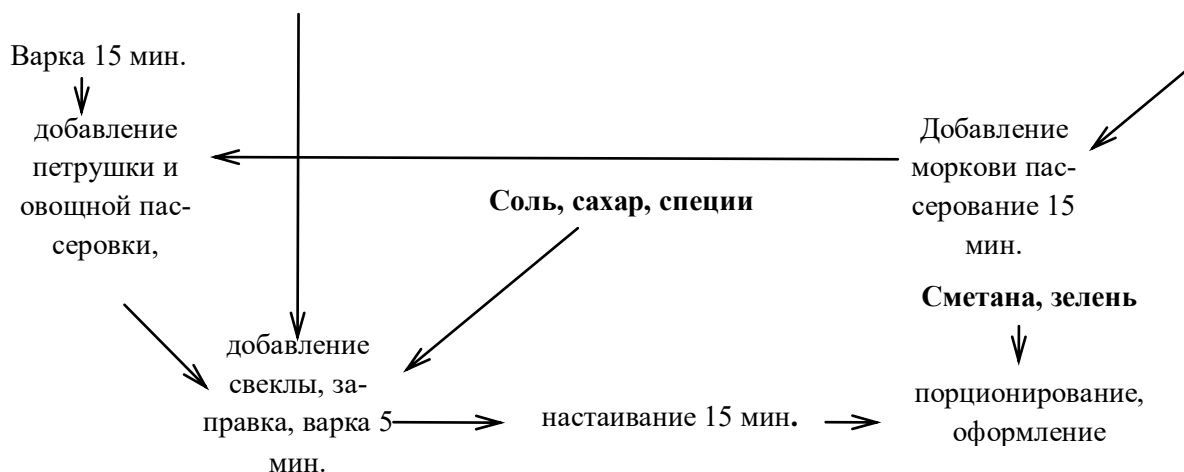 Варка 15 мин.
добавление
петрушки и
овощной пас-
серовки,
Добавление
моркови пас-
серование 15
мин.
Соль, сахар, специи
Сметана, зелень
добавление
свеклы, за-
правка, варка 5
мин.
настаивание 15 мин.
порционирование,
оформление